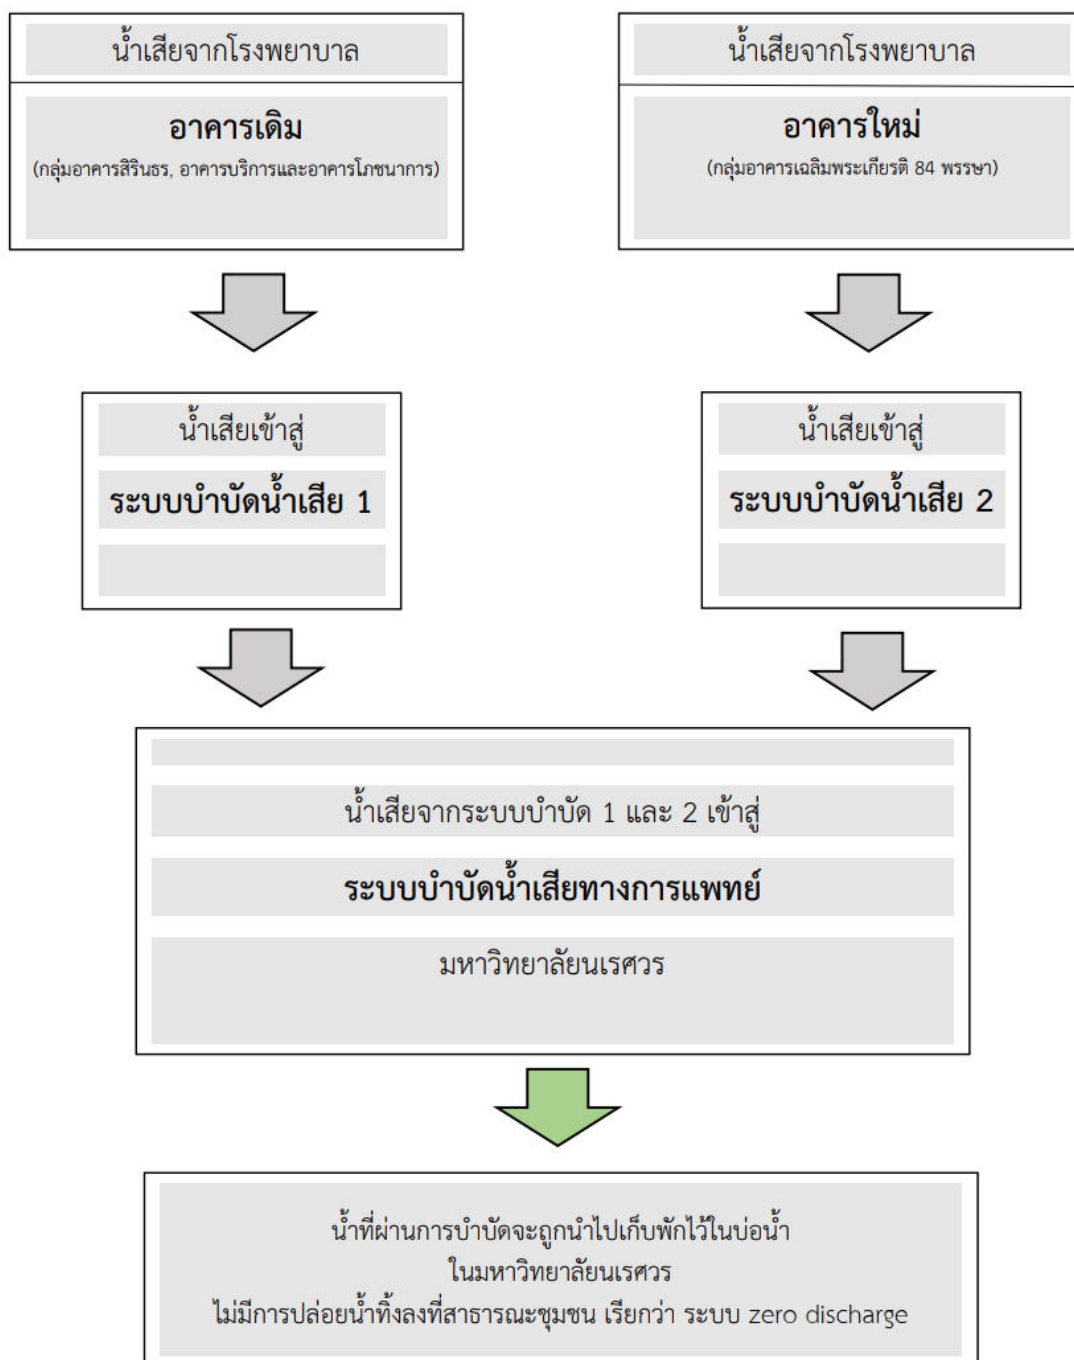 น้ำเสียจากโรงพยาบาล
อาคารเดิม
(กลุ่มอาคารสิรินธร, อาคารบริการและอาคารโภชนาการ)
น้ำเสียจากโรงพยาบาล
อาคารใหม่
(กลุ่มอาคารเฉลิมพระเกียรติ 84 พรรษา)
น้ำเสียเข้าสู่
ระบบบำบัดน้ำเสีย 1
น้ำเสียเข้าสู่
ระบบบำบัดน้ำเสีย 2
น้ำเสียจากระบบบำบัด 1 และ 2 เข้าสู่
ระบบบำบัดน้ำเสียทางการแพทย์
มหาวิทยาลัยนเรศวร
น้ำที่ผ่านการบำบัดจะถูกนำไปเก็บพักไว้ในบ่อน้ำ
ในมหาวิทยาลัยนเรศวร
ไม่มีการปล่อยน้ำทิ้งลงที่สาธารณะชุมชน เรียกว่า ระบบ zero discharge